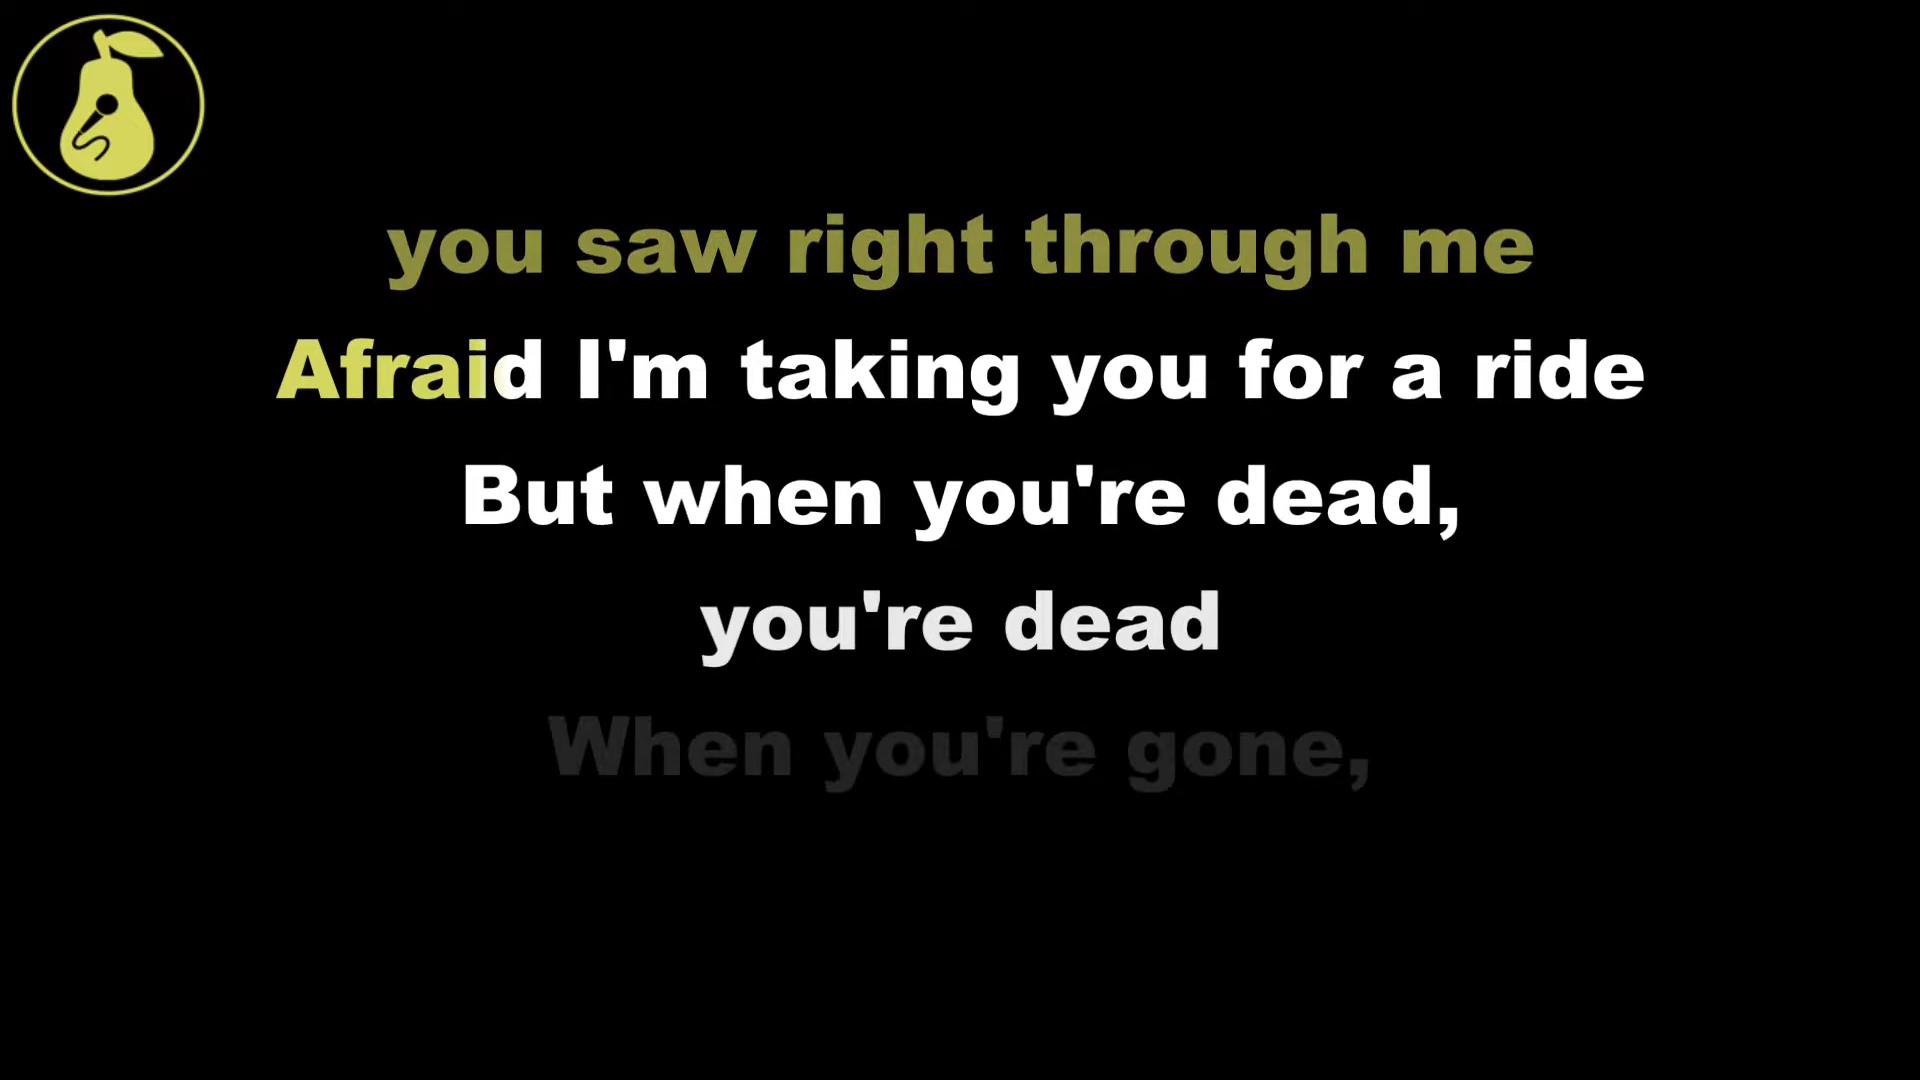 you saw right through me
Afraid I'm taking you for a ride
But when you're dead,
you're dead
When you're gone,